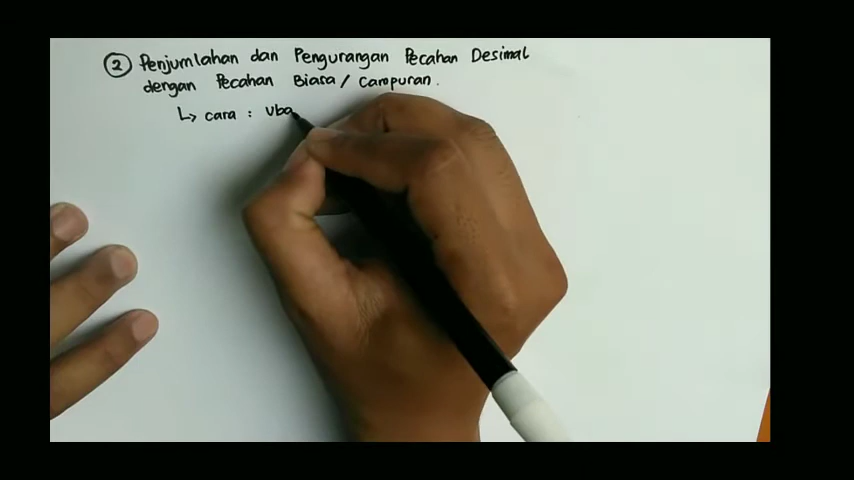 2 Penjumlahan dan Pengurangan Pecahan Desimal
dengan Pecahan Biasa / Campuran.
↳ cara : Uba